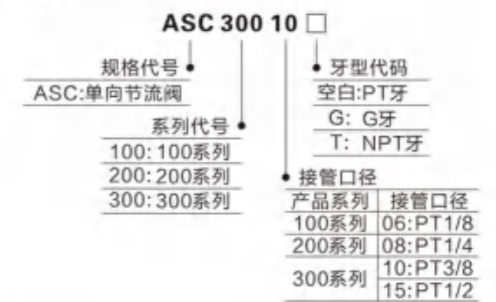 ASC 300 10 □
规格代号
ASC:单向节流阀
系列代号
100:100系列
200:200系列
300:300系列
牙型代码
空白:PT牙
G: G牙
T: NPT牙
接管口径
产品系列 接管口径
100系列 06:PT1/8
200系列 08:PT1/4
300系列 10:PT3/8
15:PT1/2